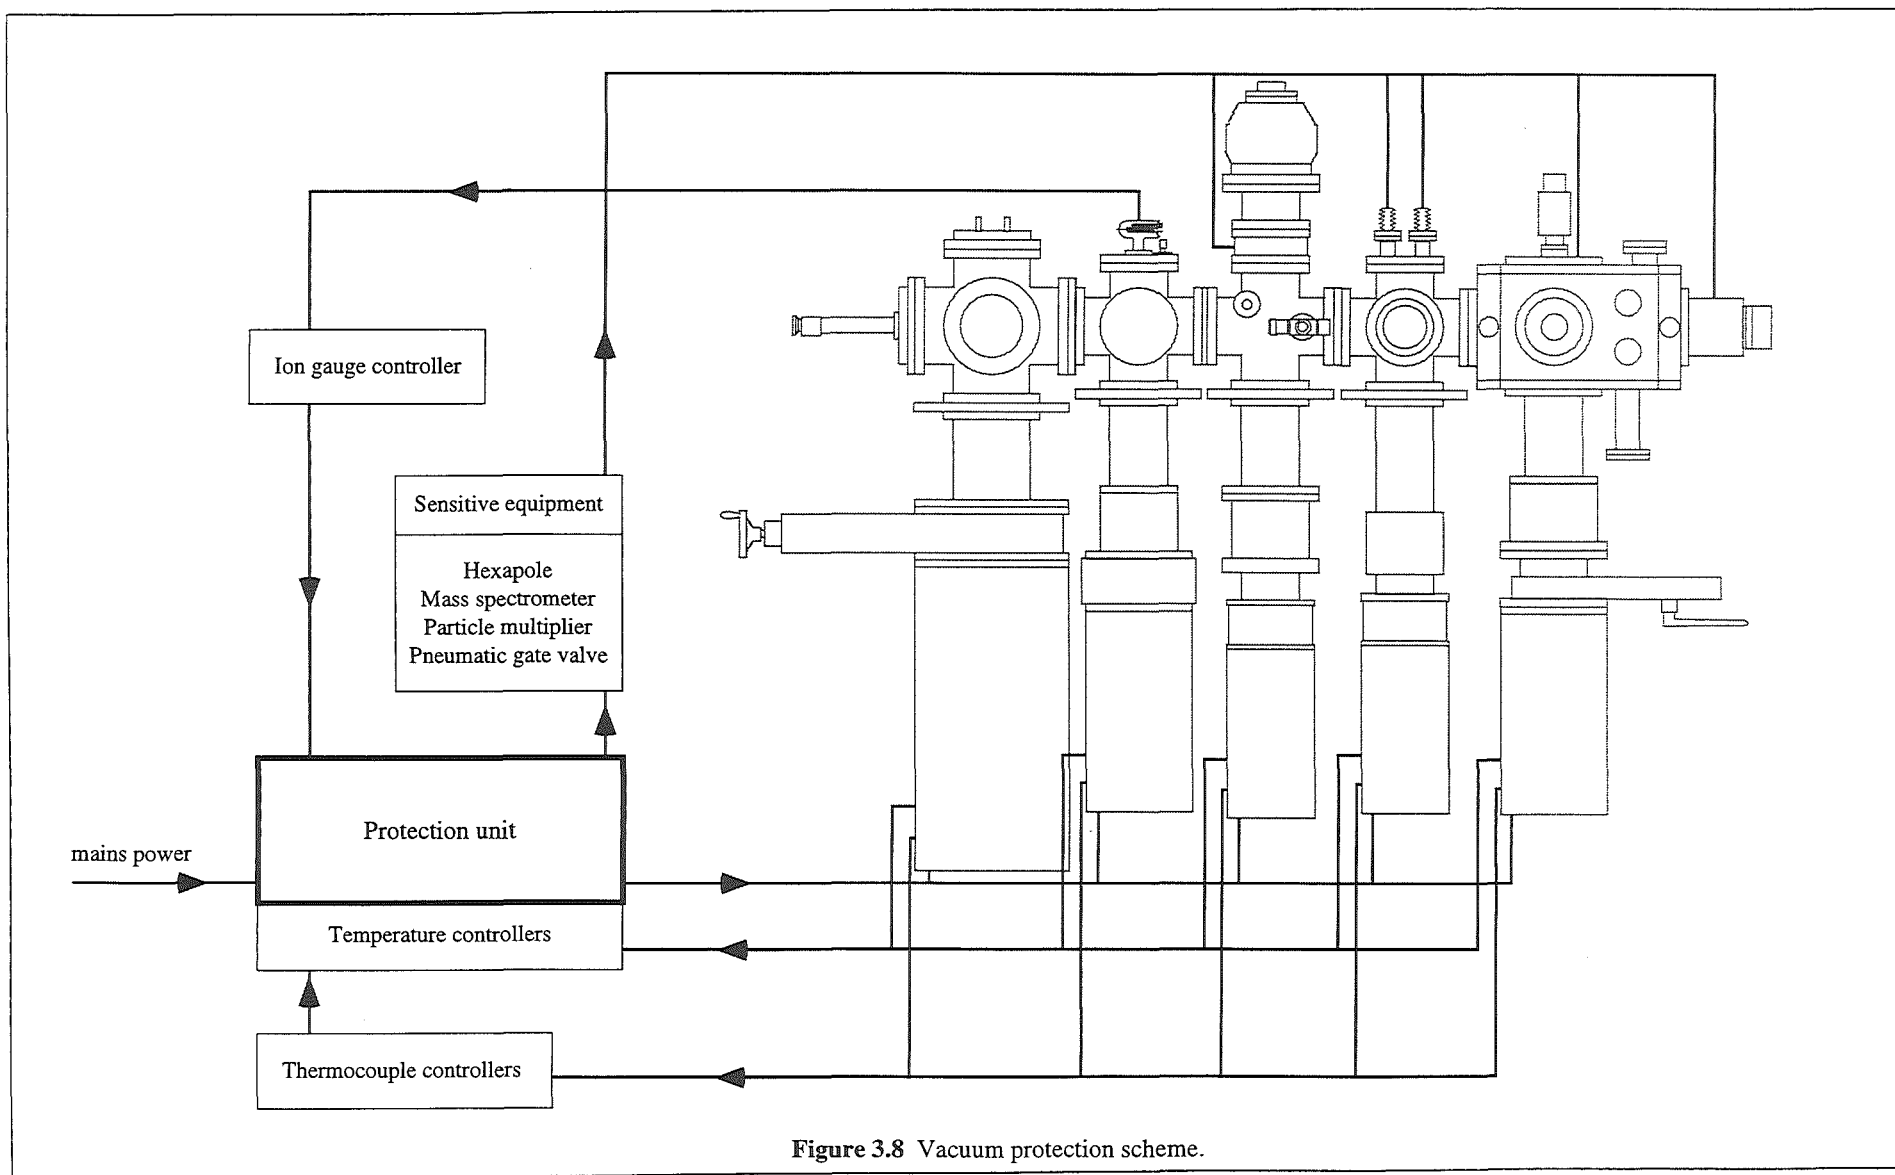 Ion gauge controller
Sensitive equipment
Hexapole
Mass spectrometer
Particle multiplier
Pneumatic gate valve
Protection unit
mains power
Temperature controllers
Thermocouple controllers
Figure 3.8 Vacuum protection scheme.